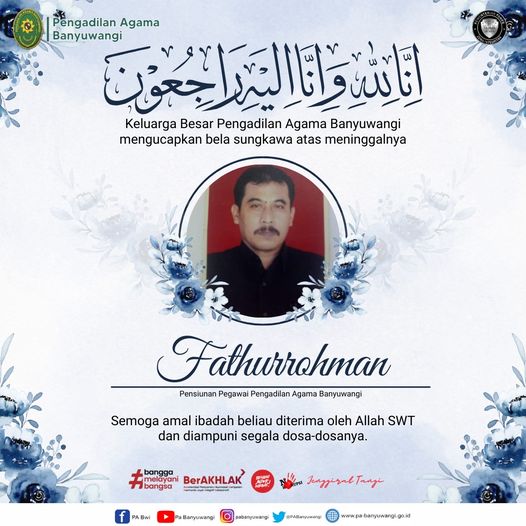 Pengadilan Agama
Banyuwangi
اِنَّا لِلّٰهِ وَاِنَّا اِلَيْهِ رَاجِعُوْنَ
Keluarga Besar Pengadilan Agama Banyuwangi
mengucapkan bela sungkawa atas meninggalnya
Fathurrohman
Pensiunan Pegawai Pengadilan Agama Banyuwangi
Semoga amal ibadah beliau diterima oleh Allah SWT
dan diampuni segala dosa-dosanya.
#bangga
melayani
bangsa
BerAKHLAK
PA Bwi
Pa Banyuwangi
pabanyuwangi
@PABanyuwangi
www.pa-banyuwangi.go.id